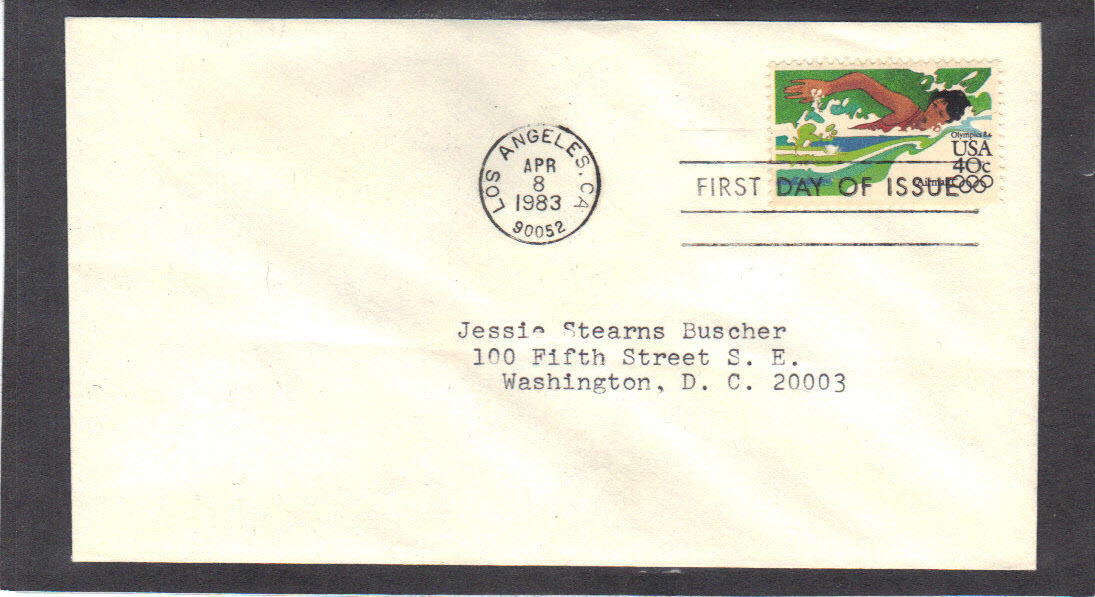 LOS ANGELES, CA
APR
8
1983
90052
Olympics 84
USA
40c
Airmail
FIRST DAY OF ISSUE
Jessie Stearns Buscher
100 Fifth Street S. E.
Washington, D. C. 20003